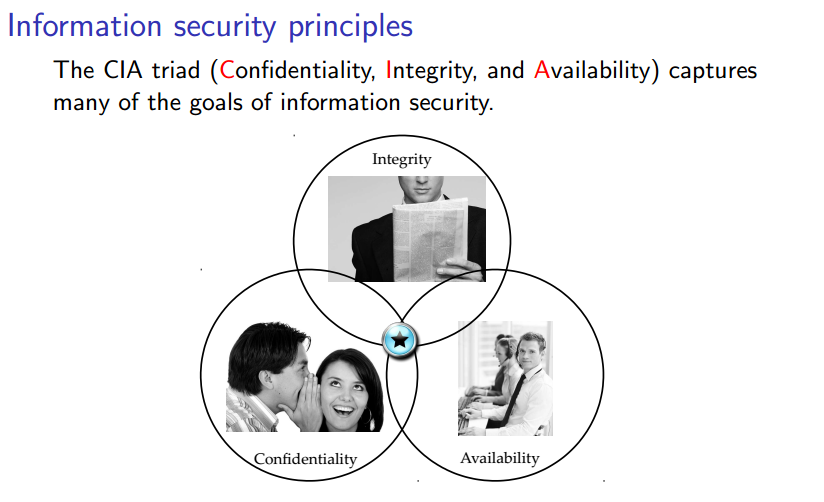 Information security principles
The CIA triad (Confidentiality, Integrity, and Availability) captures
many of the goals of information security.
Integrity
Confidentiality
Availability